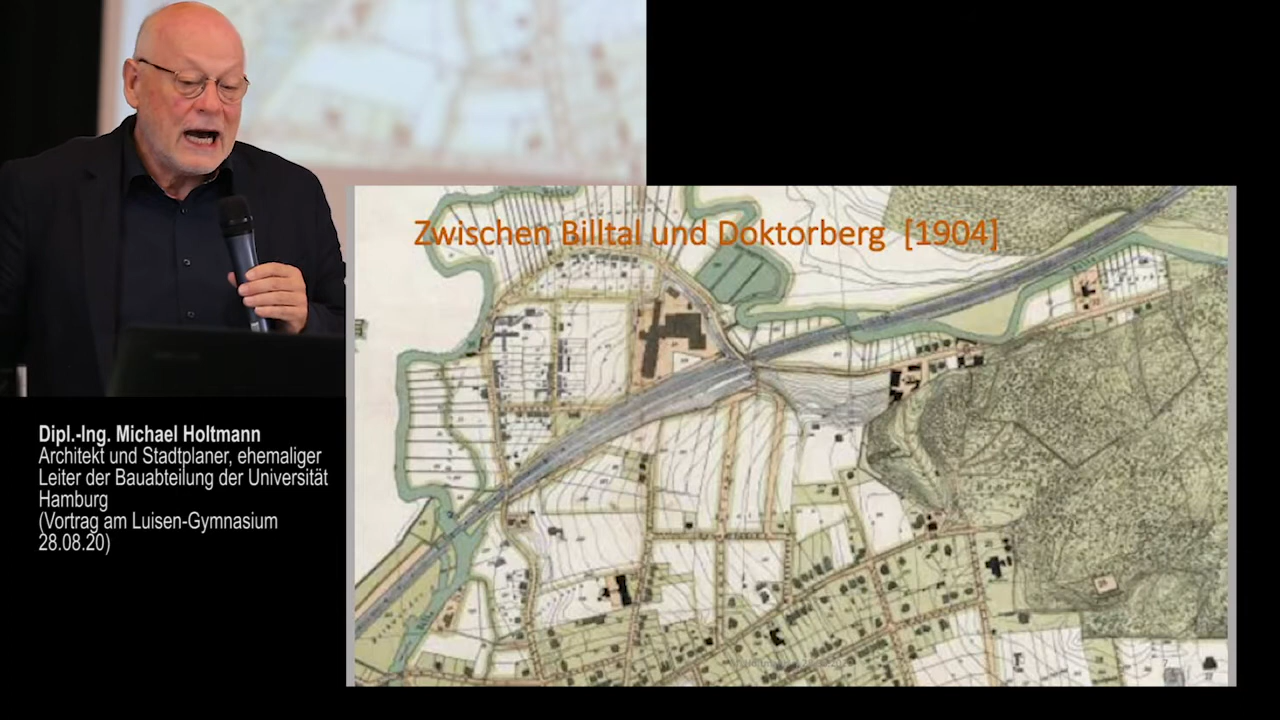 Zwischen Billtal und Doktorberg [1904]
Dipl.-Ing. Michael Holtmann
Architekt und Stadtplaner, ehemaliger
Leiter der Bauabteilung der Universität
Hamburg
(Vortrag am Luisen-Gymnasium
28.08.20)